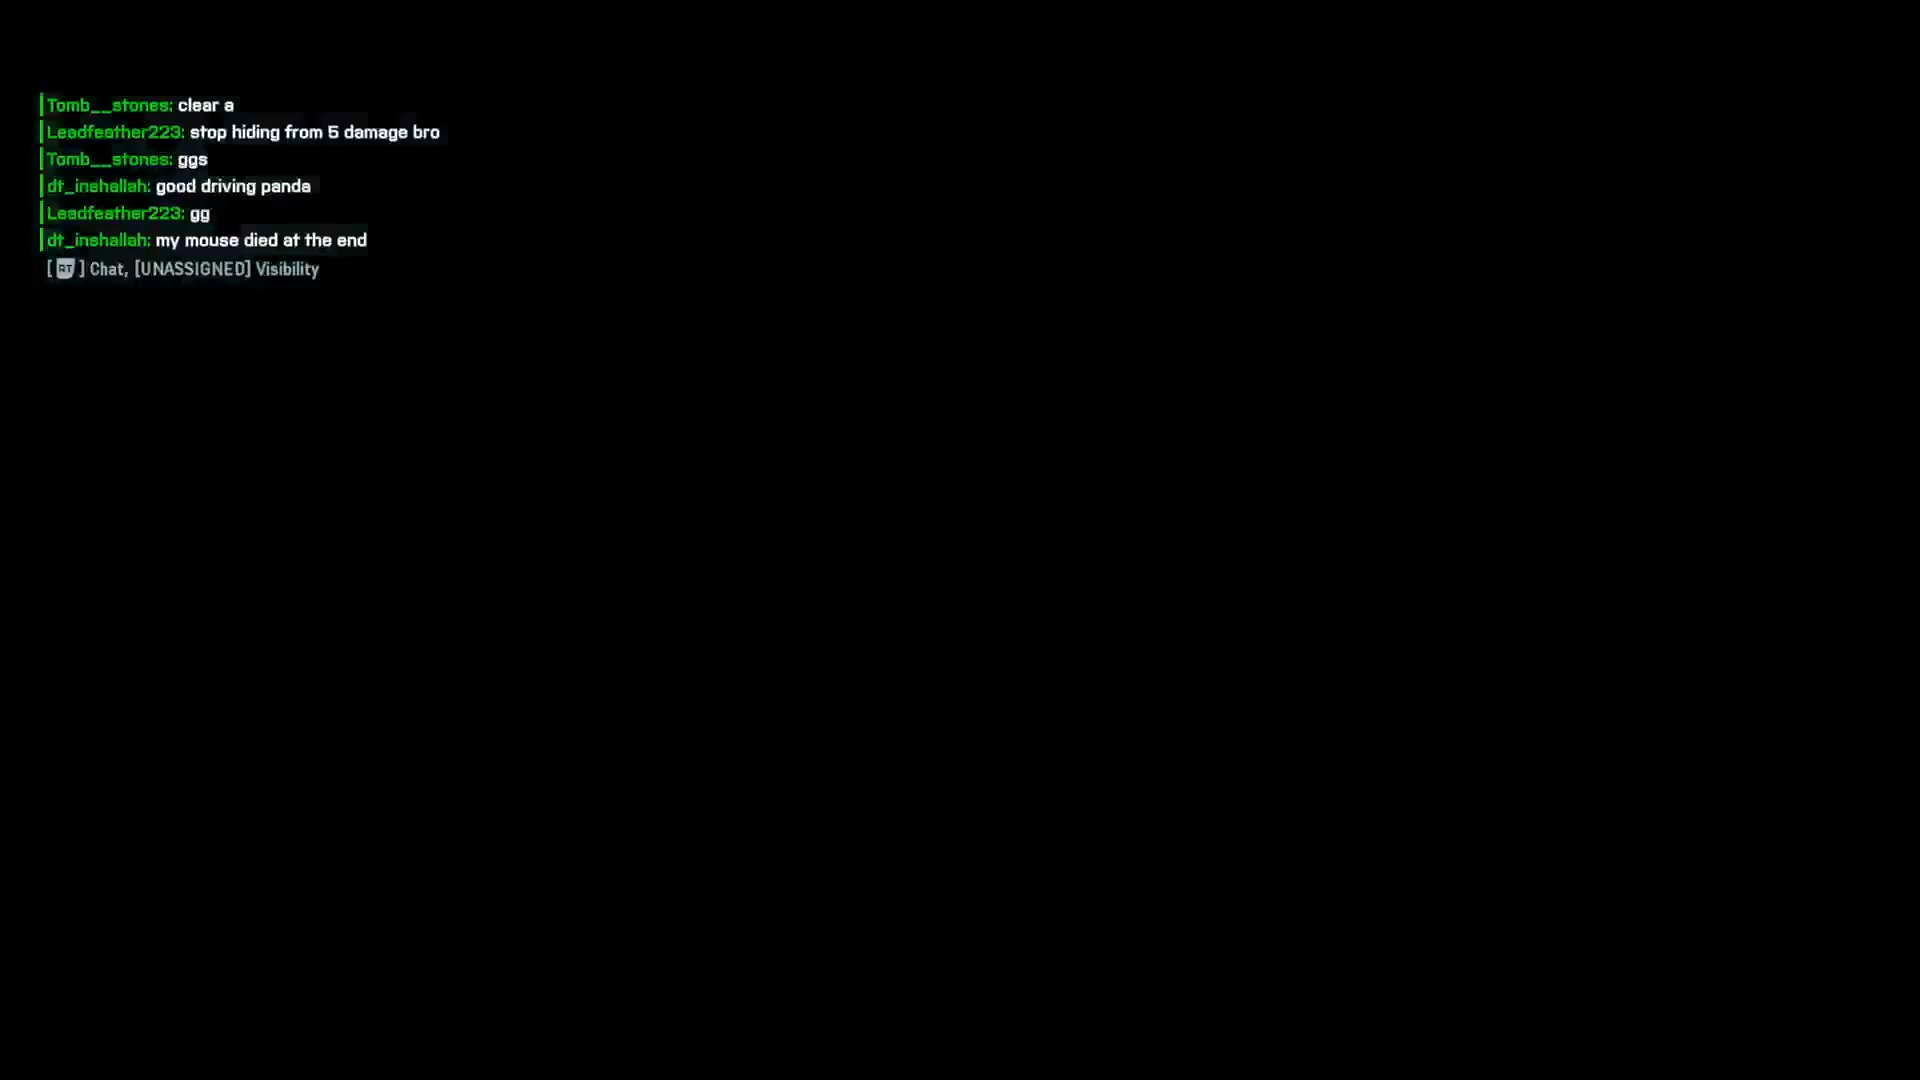 Tomb__stones: clear a
Leadfeather223: stop hiding from 5 damage bro
Tomb__stones: ggs
dt_inshallah: good driving panda
Leadfeather223: gg
dt_inshallah: my mouse died at the end
[ RT ] Chat, [UNASSIGNED] Visibility